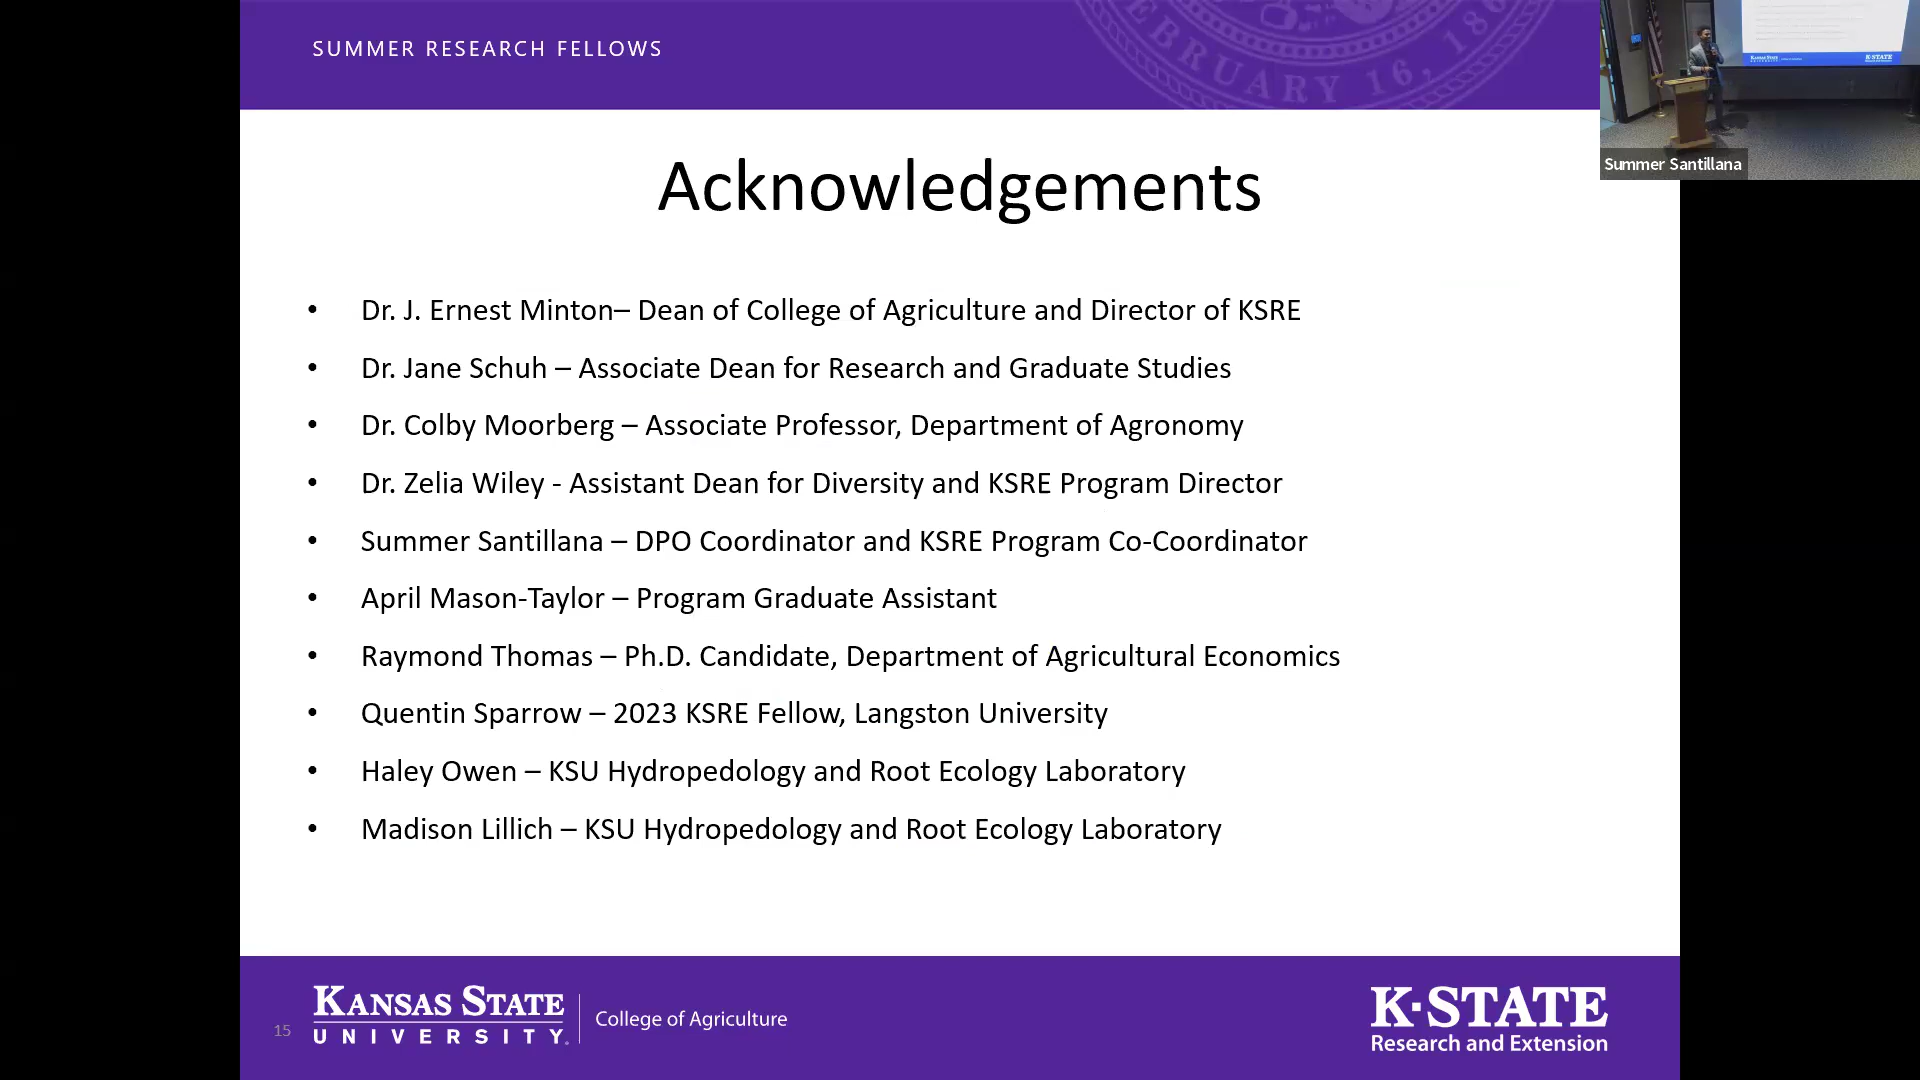 SUMMER RESEARCH FELLOWS
FEBRUARY 16, 186
Summer Santillana
Acknowledgements
• Dr. J. Ernest Minton– Dean of College of Agriculture and Director of KSRE
• Dr. Jane Schuh – Associate Dean for Research and Graduate Studies
• Dr. Colby Moorberg – Associate Professor, Department of Agronomy
• Dr. Zelia Wiley - Assistant Dean for Diversity and KSRE Program Director
• Summer Santillana – DPO Coordinator and KSRE Program Co-Coordinator
• April Mason-Taylor – Program Graduate Assistant
• Raymond Thomas – Ph.D. Candidate, Department of Agricultural Economics
• Quentin Sparrow – 2023 KSRE Fellow, Langston University
• Haley Owen – KSU Hydropedology and Root Ecology Laboratory
• Madison Lillich – KSU Hydropedology and Root Ecology Laboratory
15
KANSAS STATE
UNIVERSITY
College of Agriculture
K-STATE
Research and Extension